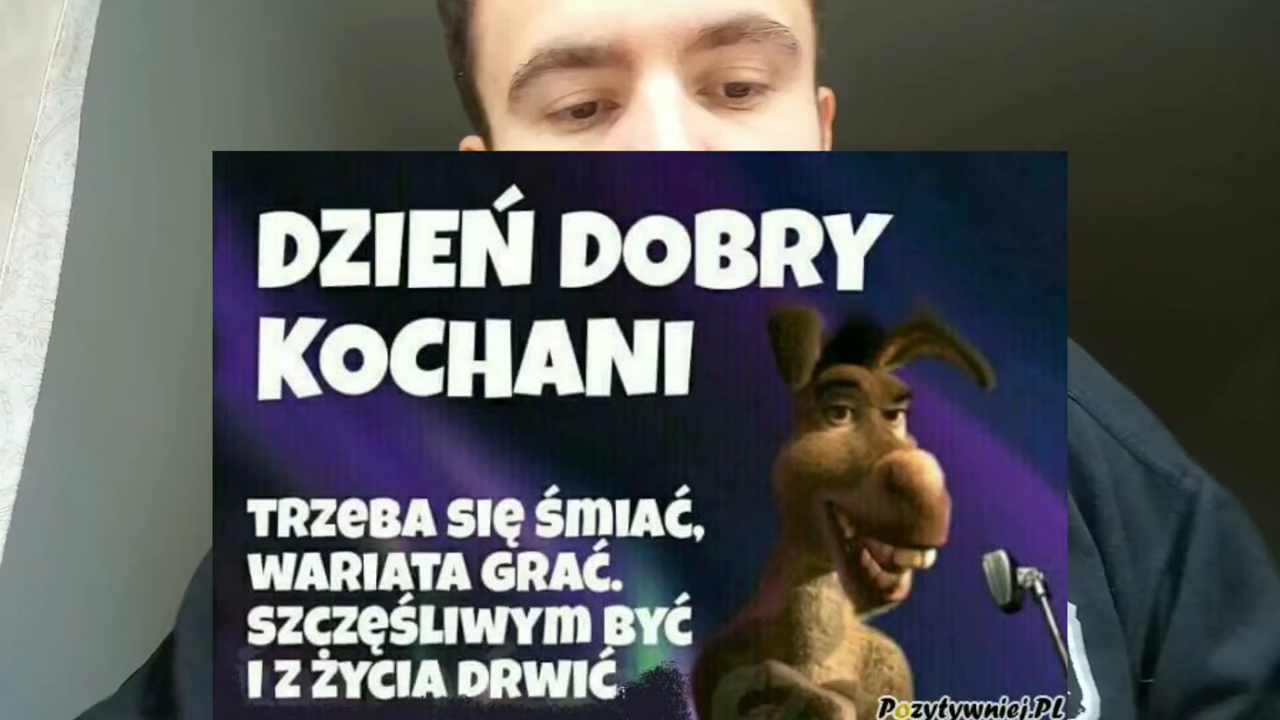 DZIEŃ DOBRY
KOCHANI
TRZEBA SIĘ ŚMIAĆ,
WARIATA GRAĆ.
SZCZĘŚLIWYM BYĆ
I Z ŻYCIA DRWIĆ
Pozytywniej.PL